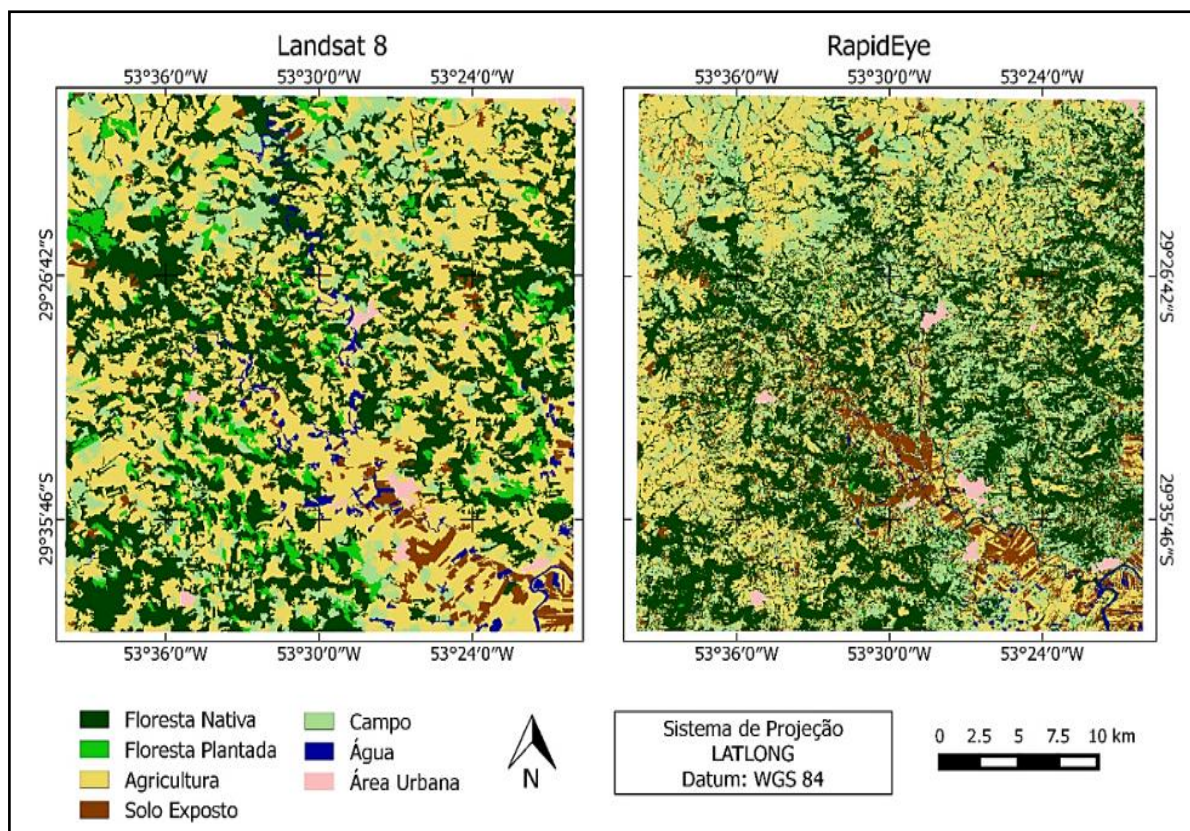 Landsat 8
RapidEye
53°36'0"W 53°30'0"W 53°24'0"W
53°36'0"W 53°30'0"W 53°24'0"W
29°26'42"S
29°26'42"S
29°35'46"S
29°35'46"S
53°36'0"W 53°30'0"W 53°24'0"W
53°36'0"W 53°30'0"W 53°24'0"W
Floresta Nativa
Floresta Plantada
Agricultura
Solo Exposto
Campo
Água
Área Urbana
N
Sistema de Projeção
LATLONG
Datum: WGS 84
0 2.5 5 7.5 10 km